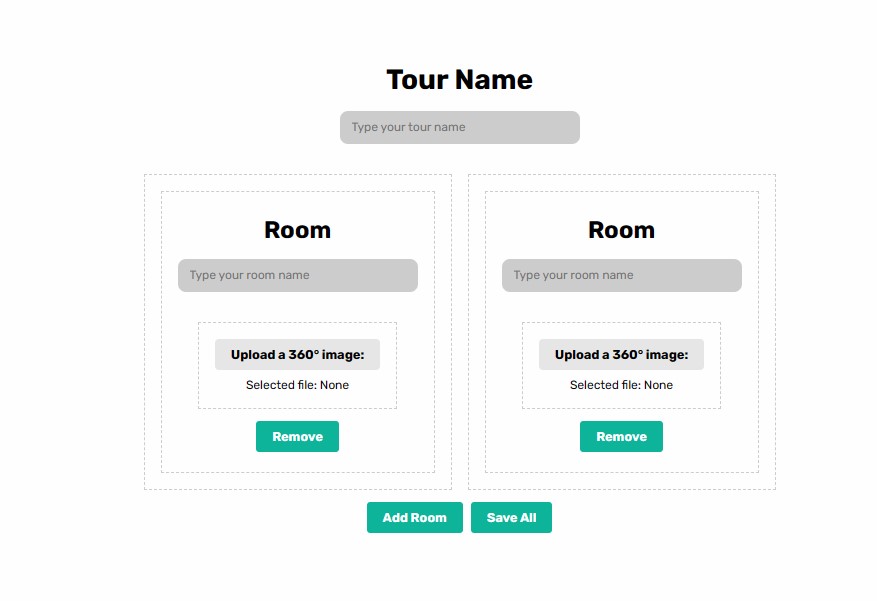 Tour Name
Type your tour name
Room
Type your room name
Upload a 360° image:
Selected file: None
Remove
Room
Type your room name
Upload a 360° image:
Selected file: None
Remove
Add Room
Save All